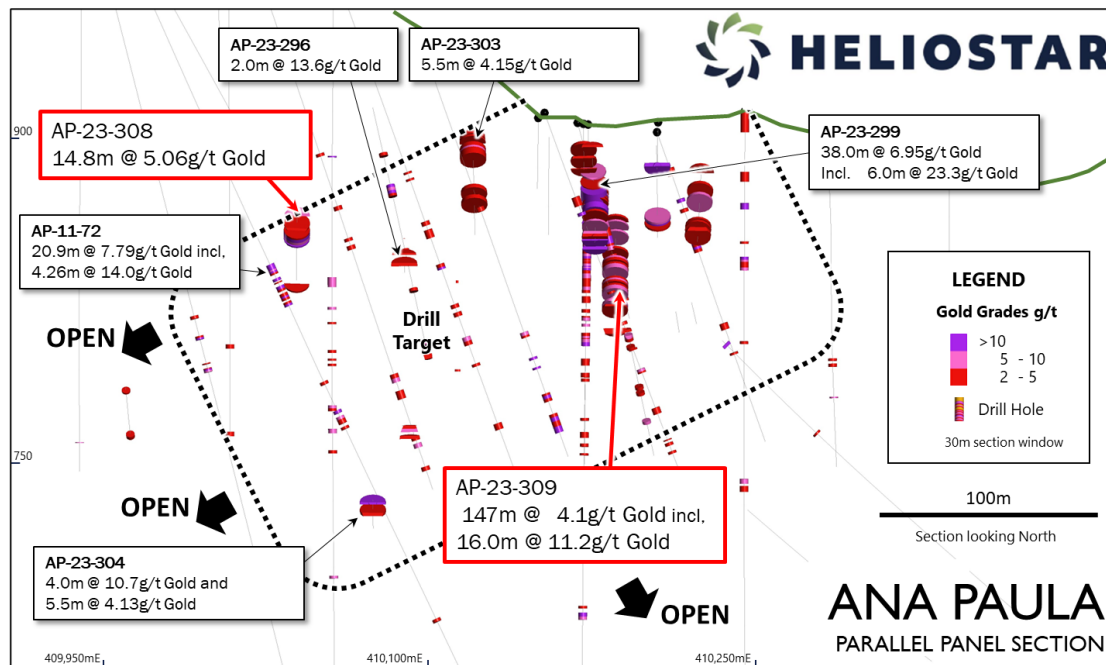 HELIOSTAR
AP-23-296
2.0m @ 13.6g/t Gold
AP-23-303
5.5m @ 4.15g/t Gold
900
AP-23-308
14.8m @ 5.06g/t Gold
AP-23-299
38.0m @ 6.95g/t Gold
Incl. 6.0m @ 23.3g/t Gold
AP-11-72
20.9m @ 7.79g/t Gold incl,
4.26m @ 14.0g/t Gold
OPEN
Drill
Target
LEGEND
Gold Grades g/t
>10
5 - 10
2 - 5
Drill Hole
30m section window
750
AP-23-309
147m @ 4.1g/t Gold incl,
16.0m @ 11.2g/t Gold
100m
Section looking North
OPEN
AP-23-304
4.0m @ 10.7g/t Gold and
5.5m @ 4.13g/t Gold
OPEN
ANA PAULA
PARALLEL PANEL SECTION
409,950mE
410,100mE
410,250mE